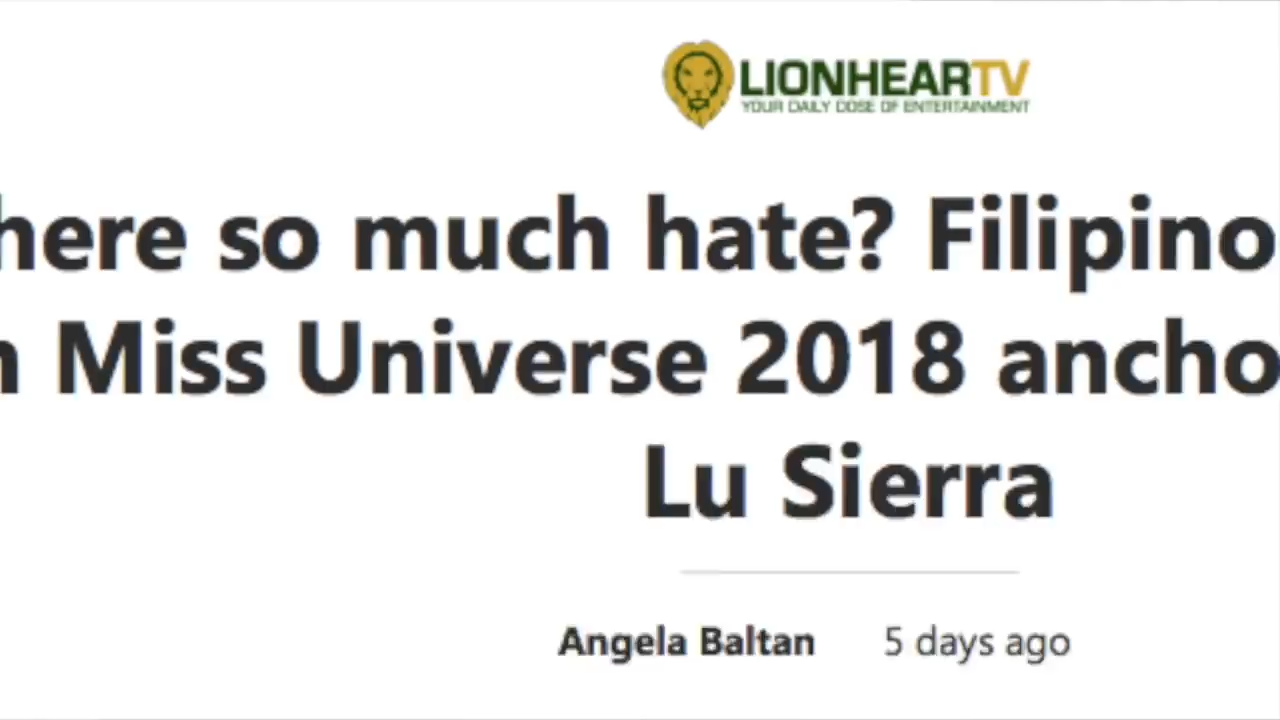 LIONHEARTV
YOUR DAILY DOSE OF ENTERTAINMENT
here so much hate? Filipino
n Miss Universe 2018 ancho
Lu Sierra
Angela Baltan 5 days ago